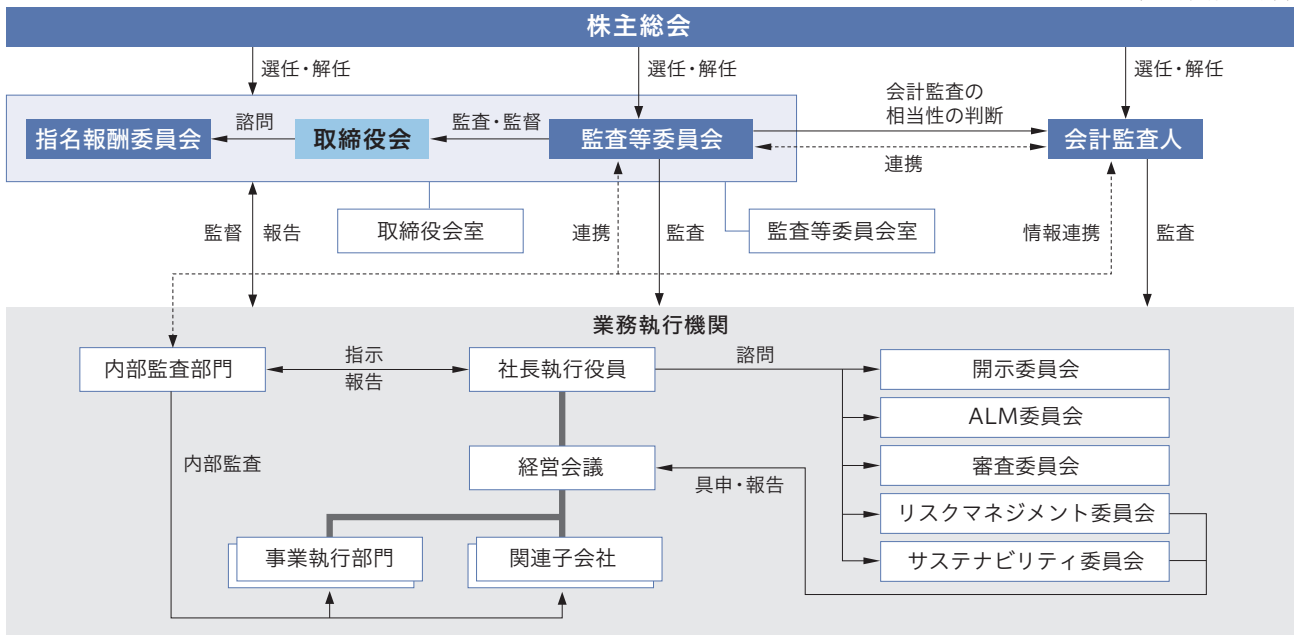 株主総会
選任・解任
選任・解任
選任・解任
会計監査の
相当性の判断
指名報酬委員会
諮問
取締役会
監査・監督
監査等委員会
連携
会計監査人
監督
報告
取締役会室
連携
監査
監査等委員会室
情報連携
監査
業務執行機関
内部監査部門
指示
報告
社長執行役員
諮問
開示委員会
ALM委員会
内部監査
経営会議
具申・報告
審査委員会
リスクマネジメント委員会
事業執行部門
関連子会社
サステナビリティ委員会